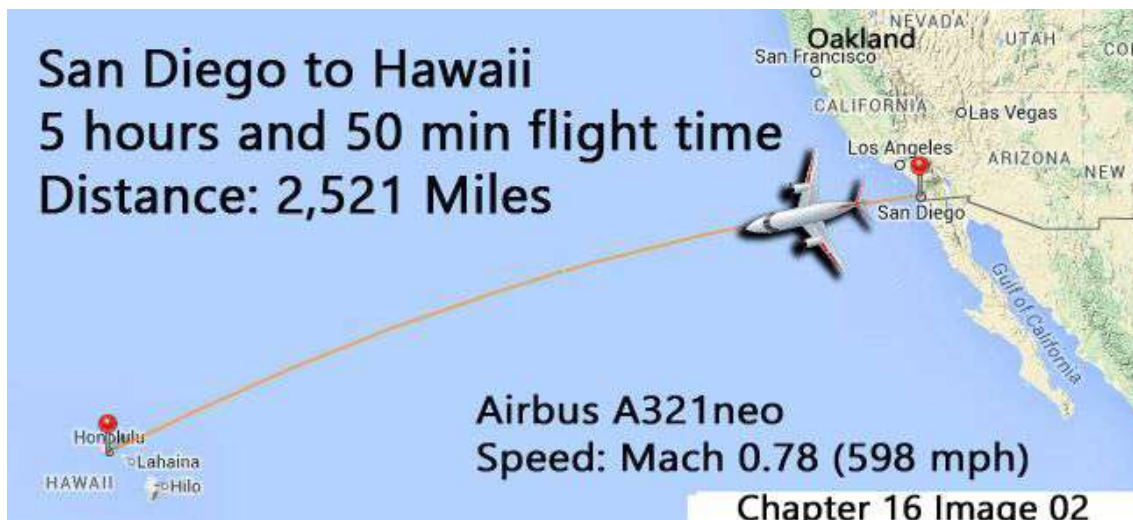 San Diego to Hawaii
5 hours and 50 min flight time
Distance: 2,521 Miles
NEVADA
Oakland
UTAH
San Francisco
CALIFORNIA
Las Vegas
Los Angeles
ARIZONA
NEW
San Diego
Gulf of California
Honolulu
Lahaina
HAWAII
Hilo
Airbus A321neo
Speed: Mach 0.78 (598 mph)
Chapter 16 Image 02